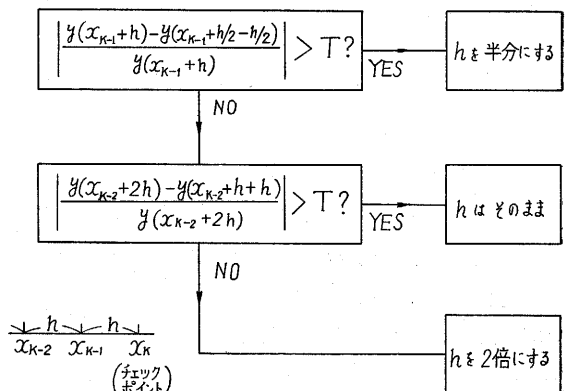 |y(x_{K-1}+h)-y(x_{K-1}+h/2-h/2) / y(x_{K-1}+h)| > T?
YES
hを半分にする
NO
|y(x_{K-2}+2h)-y(x_{K-2}+h+h) / y(x_{K-2}+2h)| > T?
YES
hはそのまま
NO
h h
x_{K-2} x_{K-1} x_K
(チェック
ポイント)
hを2倍にする